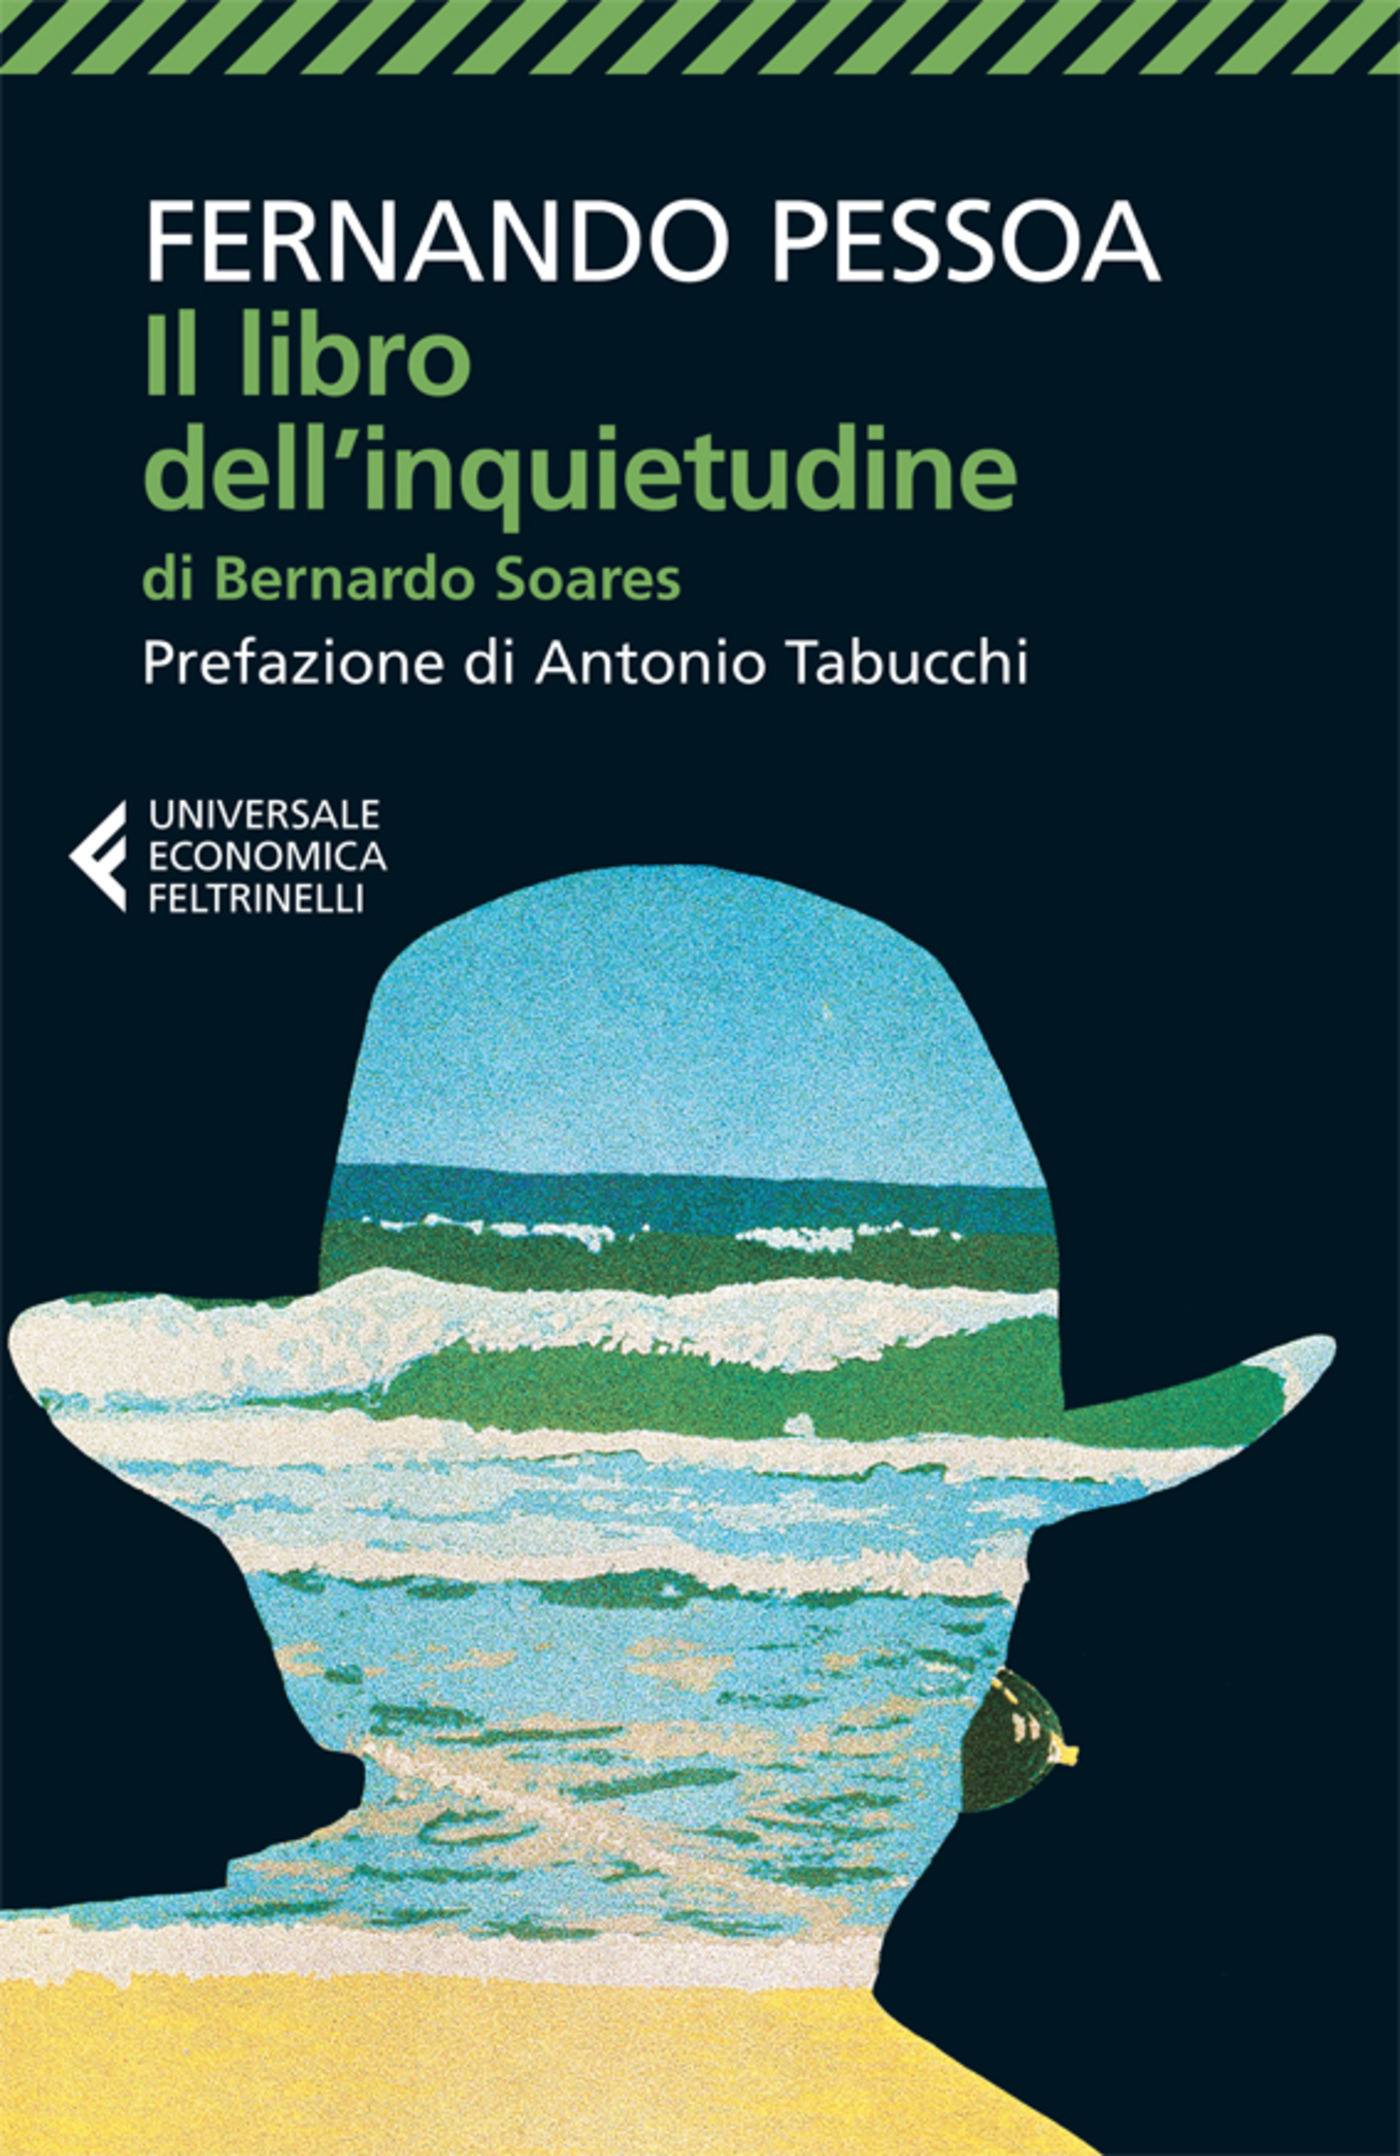 FERNANDO PESSOA
Il libro
dell’inquietudine
di Bernardo Soares
Prefazione di Antonio Tabucchi
UNIVERSALE
ECONOMICA
FELTRINELLI